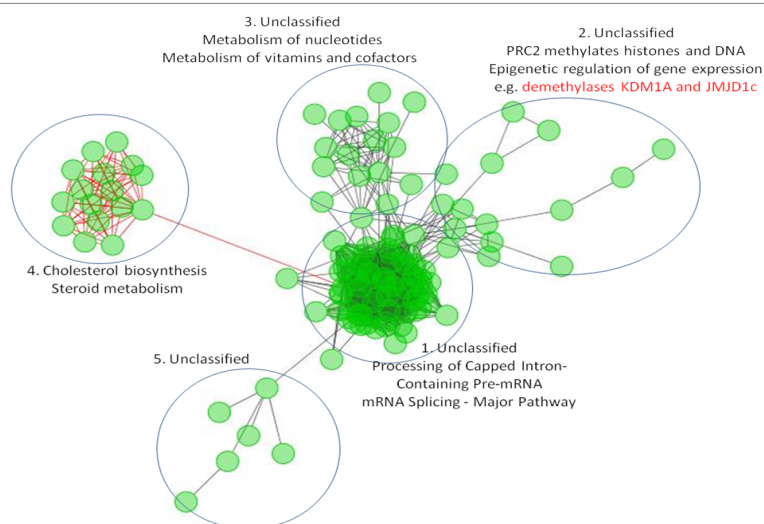 3. Unclassified
Metabolism of nucleotides
Metabolism of vitamins and cofactors
2. Unclassified
PRC2 methylates histones and DNA
Epigenetic regulation of gene expression
e.g. demethylases KDM1A and JMJD1c
4. Cholesterol biosynthesis
Steroid metabolism
1. Unclassified
Processing of Capped Intron-
Containing Pre-mRNA
mRNA Splicing - Major Pathway
5. Unclassified